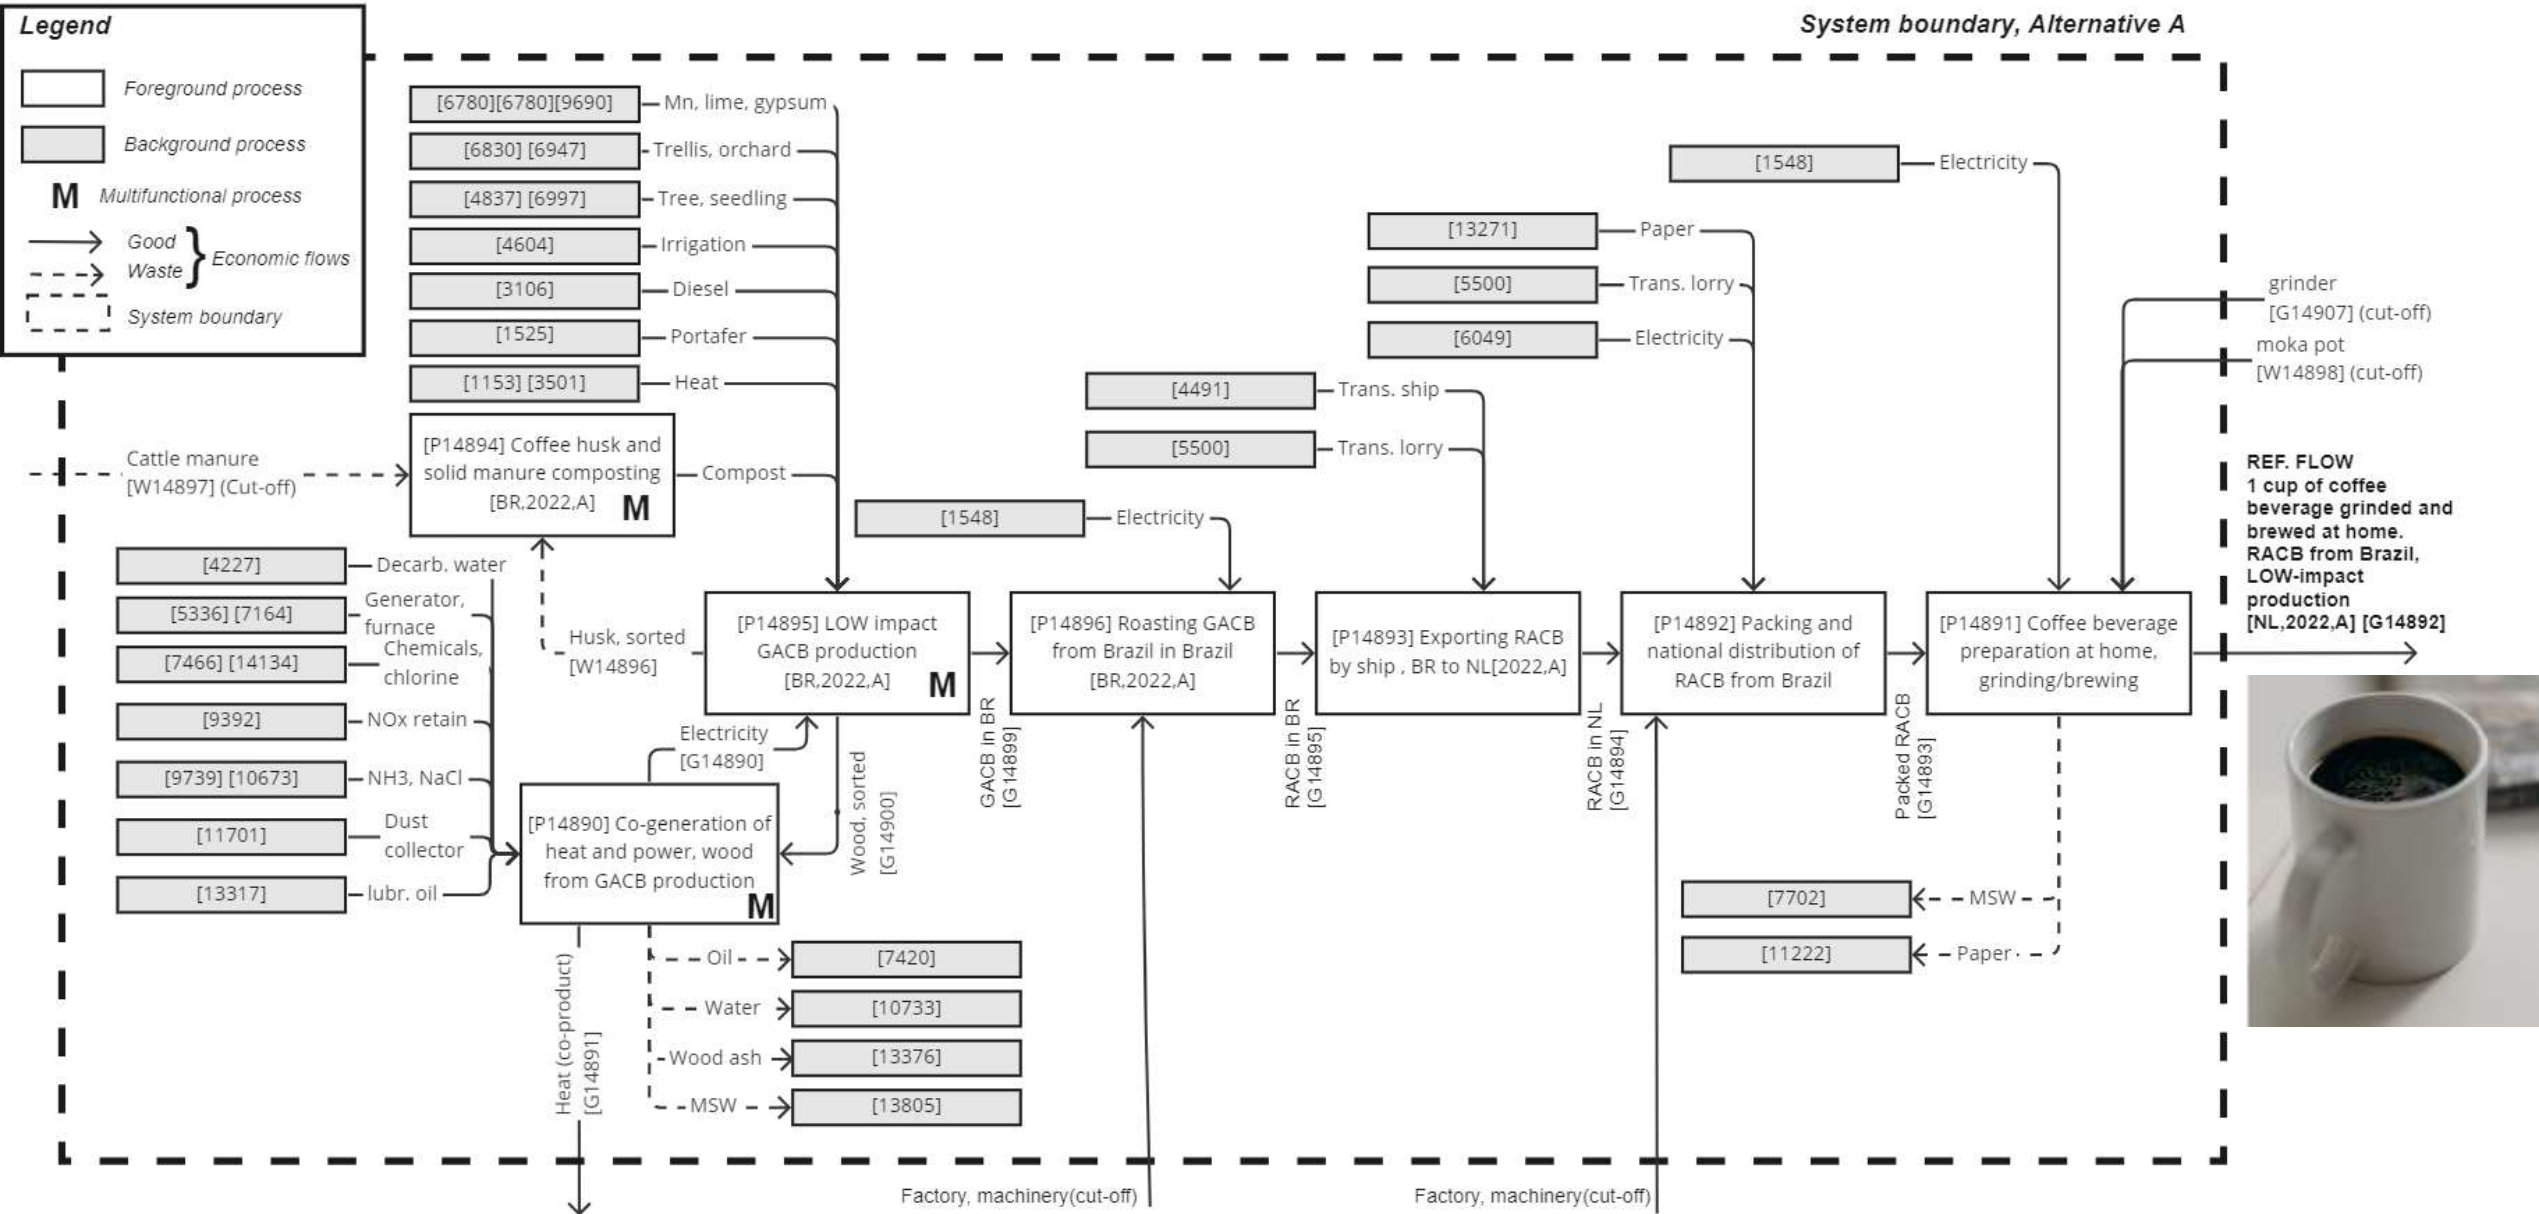 Legend
Foreground process
Background process
M Multifunctional process
Good
Waste
} Economic flows
System boundary
System boundary, Alternative A
[6780][6780][9690]
Mn, lime, gypsum
[6830] [6947]
Trellis, orchard
[4837] [6997]
Tree, seedling
[4604]
Irrigation
[3106]
Diesel
[1525]
Portafer
[1153] [3501]
Heat
Cattle manure
[W14897] (Cut-off)
[P14894] Coffee husk and
solid manure composting
[BR,2022,A]
M
Compost
[4227]
Decarb. water
[5336] [7164]
Generator,
furnace
[7466] [14134]
Chemicals,
chlorine
[9392]
NOx retain
[9739] [10673]
NH3, NaCl
[11701]
Dust
collector
[13317]
lubr. oil
Husk, sorted
[W14896]
[P14895] LOW impact
GACB production
[BR,2022,A]
M
Electricity
[G14890]
Wood, sorted
[G14900]
[P14890] Co-generation of
heat and power, wood
from GACB production
M
Heat (co-product)
[G14891]
Oil
[7420]
Water
[10733]
Wood ash
[13376]
MSW
[13805]
GACB in BR
[G14899]
[1548]
Electricity
[P14896] Roasting GACB
from Brazil in Brazil
[BR,2022,A]
Factory, machinery(cut-off)
RACB in BR
[G14895]
[4491]
Trans. ship
[5500]
Trans. lorry
[P14893] Exporting RACB
by ship , BR to NL[2022,A]
RACB in NL
[G14894]
[13271]
Paper
[5500]
Trans. lorry
[6049]
Electricity
[P14892] Packing and
national distribution of
RACB from Brazil
Factory, machinery(cut-off)
Packed RACB
[G14893]
[1548]
Electricity
grinder
[G14907] (cut-off)
moka pot
[W14898] (cut-off)
[P14891] Coffee beverage
preparation at home,
grinding/brewing
[7702]
MSW
[11222]
Paper
REF. FLOW
1 cup of coffee
beverage grinded and
brewed at home.
RACB from Brazil,
LOW-impact
production
[NL,2022,A] [G14892]